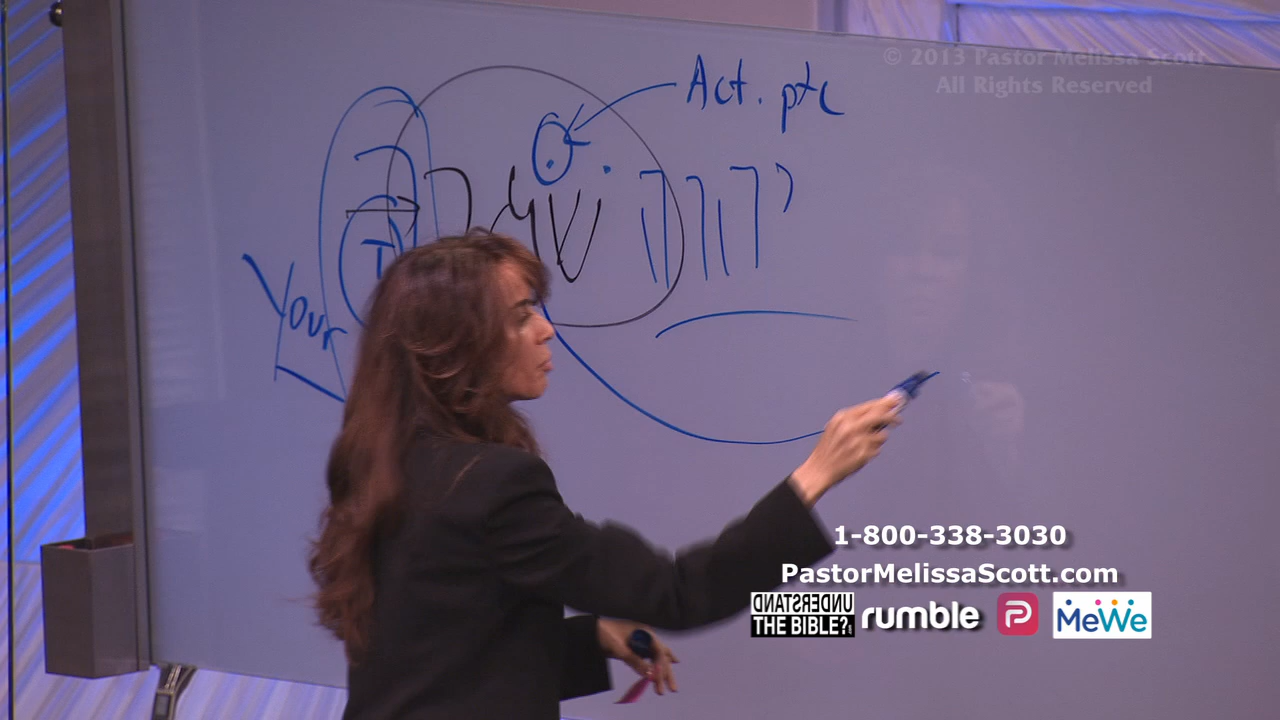 © 2013 Pastor Melissa Scott
All Rights Reserved
Act. ptc
Your
1-800-338-3030
PastorMelissaScott.com
UNDERSTAND
THE BIBLE?
rumble
MeWe